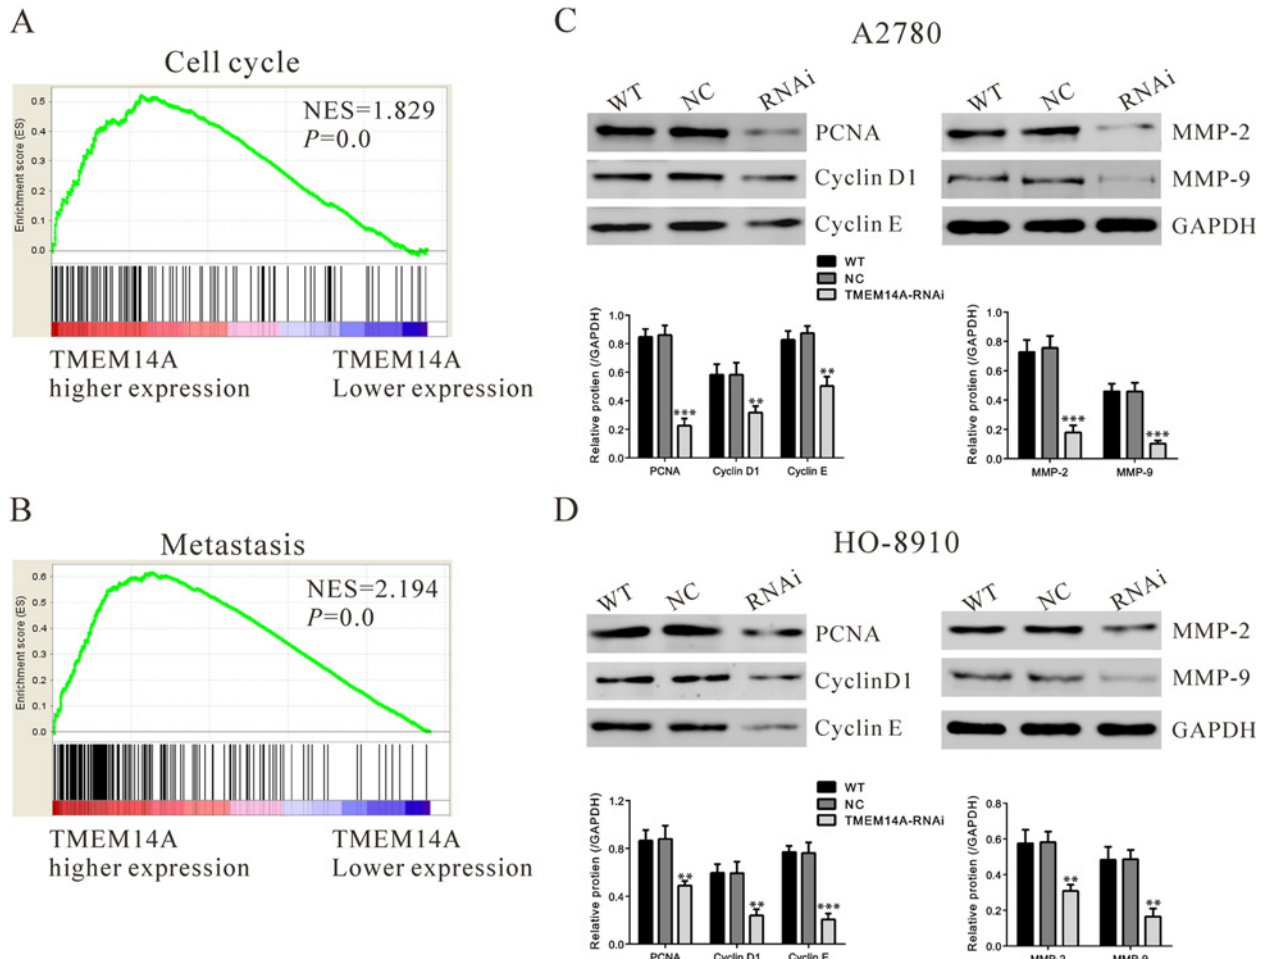 A
Cell cycle
NES=1.829
P=0.0
Enrichment score (ES)
0.5
0.4
0.3
0.2
0.1
0.0
TMEM14A
higher expression
TMEM14A
Lower expression
B
Metastasis
NES=2.194
P=0.0
Enrichment score (ES)
0.6
0.5
0.4
0.3
0.2
0.1
0.0
TMEM14A
higher expression
TMEM14A
Lower expression
C
A2780
WT NC RNAi
PCNA
Cyclin D1
Cyclin E
WT NC RNAi
MMP-2
MMP-9
GAPDH
WT
NC
TMEM14A-RNAi
Relative protien (/GAPDH)
1.0
0.8
0.6
0.4
0.2
0.0
*** ** **
PCNA Cyclin D1 Cyclin E
Relative protien (/GAPDH)
1.0
0.8
0.6
0.4
0.2
0.0
*** ***
MMP-2 MMP-9
D
HO-8910
WT NC RNAi
PCNA
CyclinD1
Cyclin E
WT NC RNAi
MMP-2
MMP-9
GAPDH
WT
NC
TMEM14A-RNAi
Relative protien (/GAPDH)
1.2
0.8
0.4
0.0
** ** ***
PCNA Cyclin D1 Cyclin E
Relative protien (/GAPDH)
0.8
0.6
0.4
0.2
0.0
** **
MMP-2 MMP-9